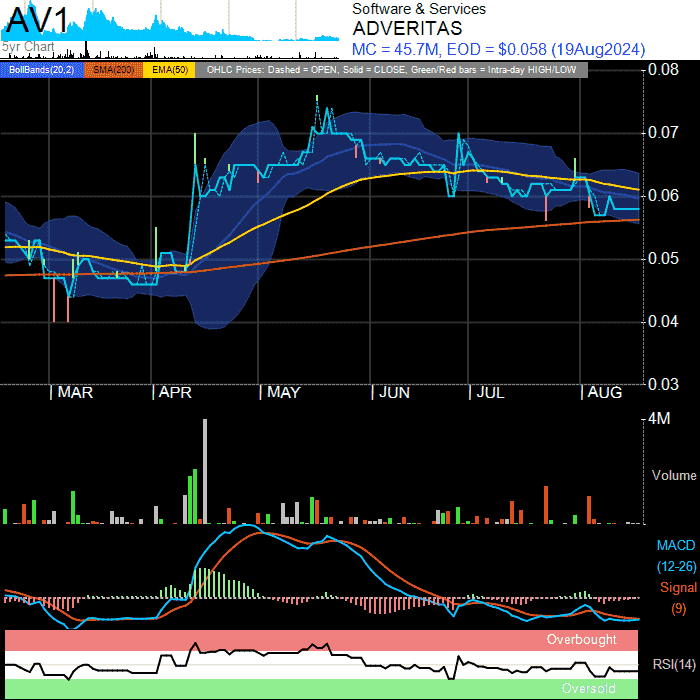 AV1
5yr Chart
Software & Services
ADVERITAS
MC = 45.7M, EOD = $0.058 (19Aug2024)
BollBands(20,2) SMA(200) EMA(50) OHLC Prices: Dashed = OPEN, Solid = CLOSE, Green/Red bars = Intra-day HIGH/LOW
0.08
0.07
0.06
0.05
0.04
0.03
MAR APR MAY JUN JUL AUG
4M
Volume
MACD
(12-26)
Signal
(9)
Overbought
RSI(14)
Oversold